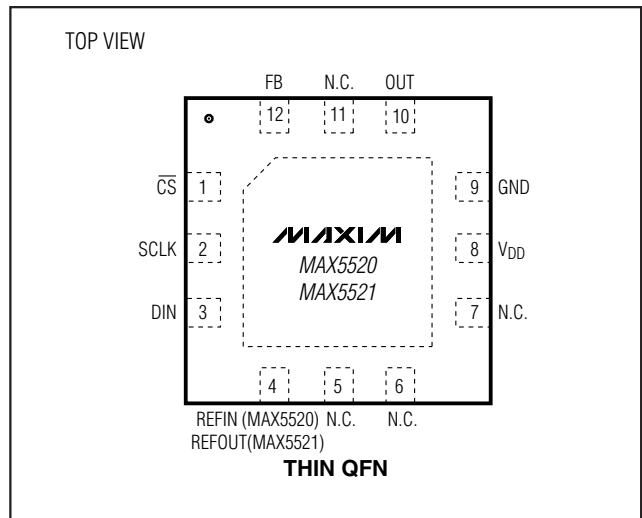 TOP VIEW
FB N.C. OUT
12 11 10
C̅S̅ 1 9 GND
MAXIM
SCLK 2 MAX5520 8 VDD
MAX5521
DIN 3 7 N.C.
4 5 6
REFIN (MAX5520) N.C. N.C.
REFOUT(MAX5521)
THIN QFN